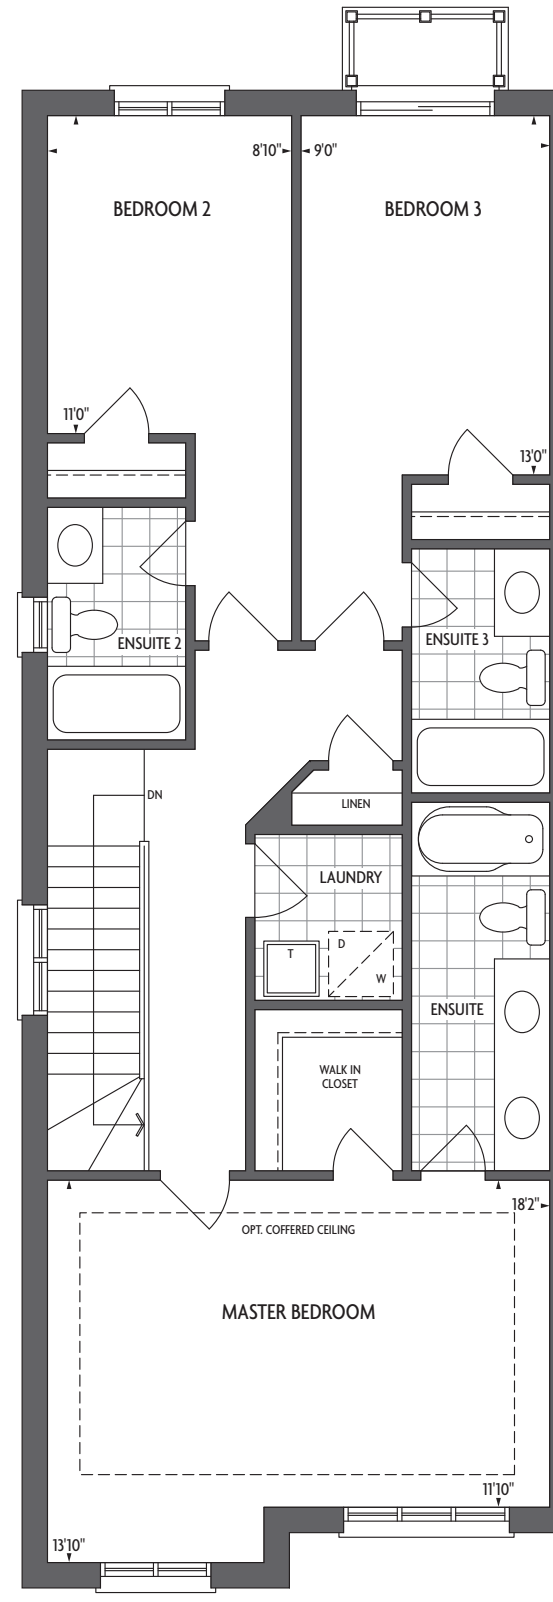 8'10"
9'0"
BEDROOM 2
BEDROOM 3
11'0"
13'0"
ENSUITE 2
ENSUITE 3
DN
LINEN
LAUNDRY
T
D
W
ENSUITE
WALK IN
CLOSET
18'2"
OPT. COFFERED CEILING
MASTER BEDROOM
11'10"
13'10"